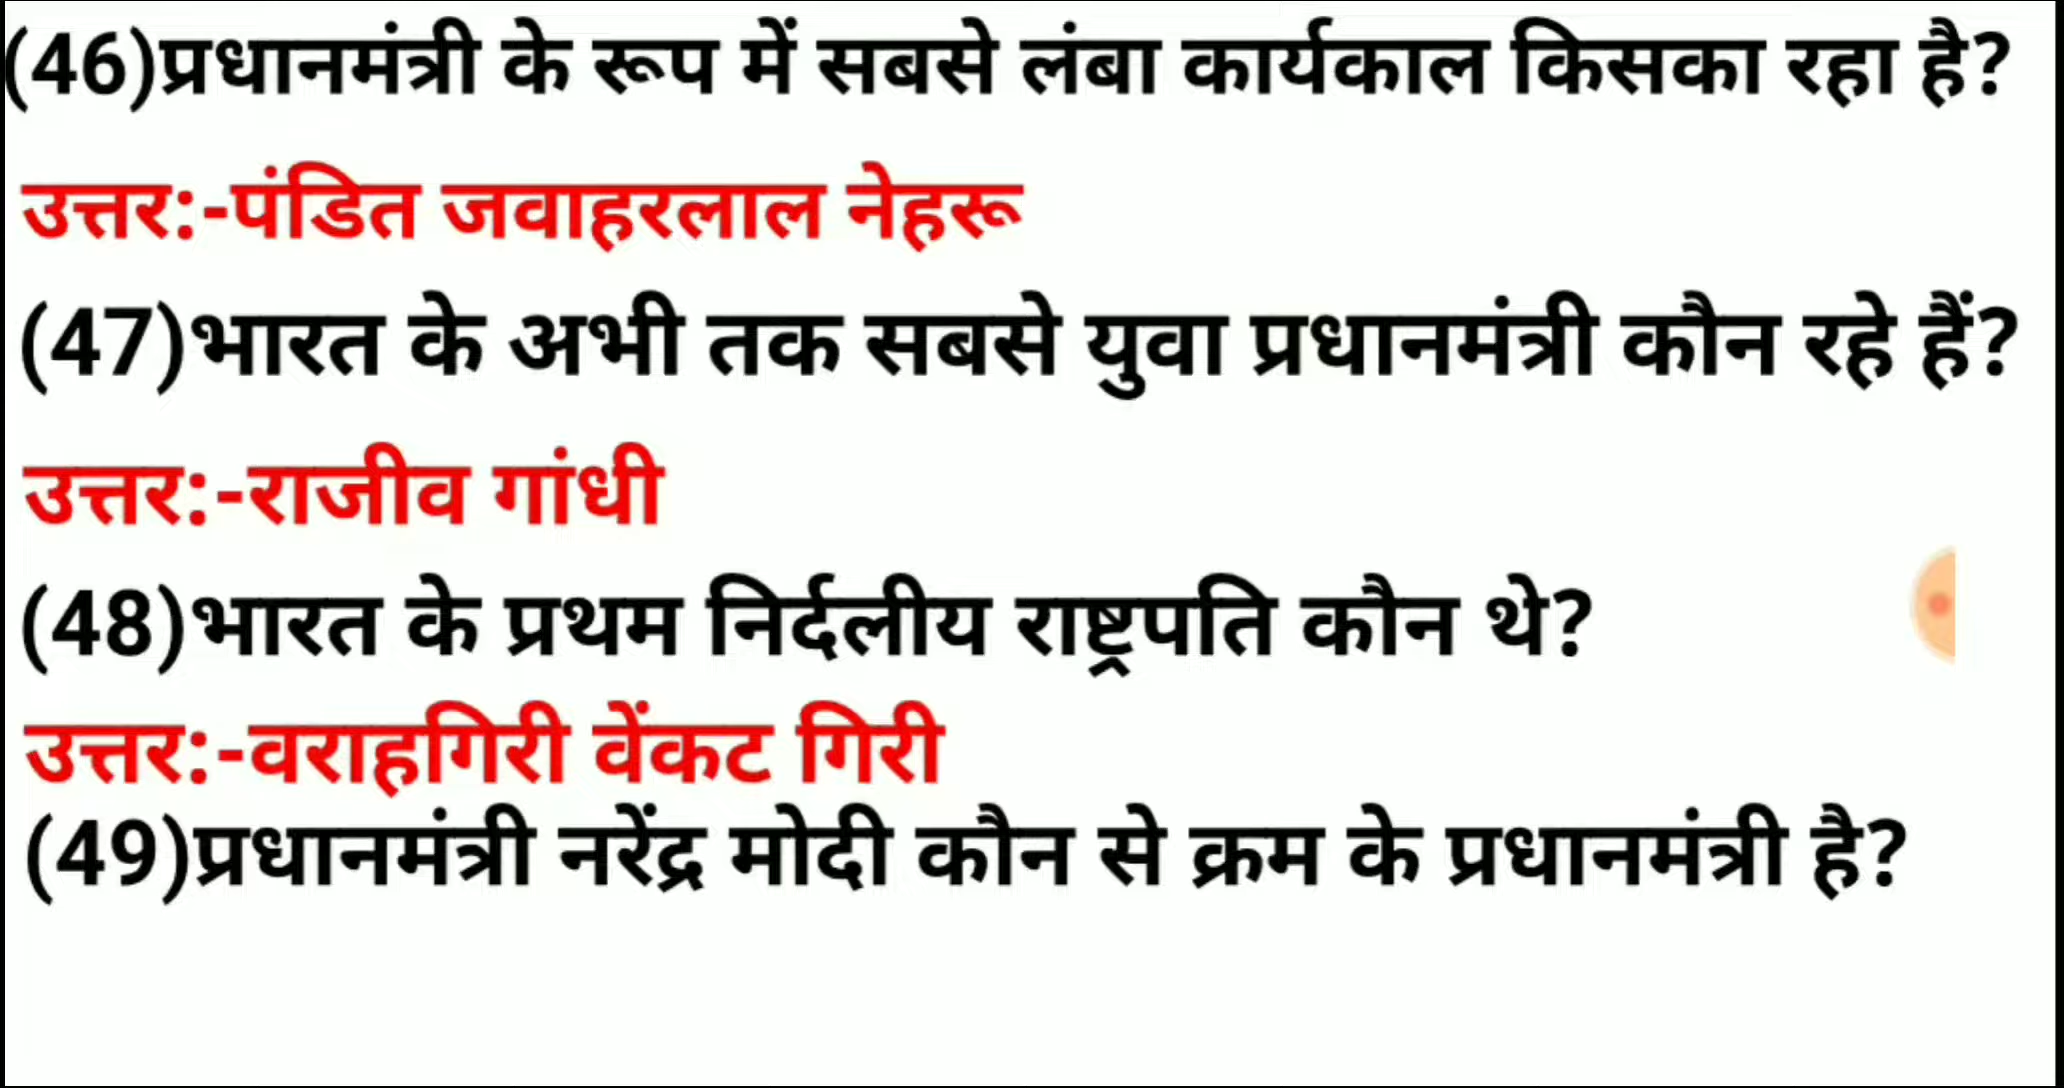 (46)प्रधानमंत्री के रूप में सबसे लंबा कार्यकाल किसका रहा है?
उत्तर:-पंडित जवाहरलाल नेहरू
(47)भारत के अभी तक सबसे युवा प्रधानमंत्री कौन रहे हैं?
उत्तर:-राजीव गांधी
(48)भारत के प्रथम निर्दलीय राष्ट्रपति कौन थे?
उत्तर:-वराहगिरी वेंकट गिरी
(49)प्रधानमंत्री नरेंद्र मोदी कौन से क्रम के प्रधानमंत्री है?